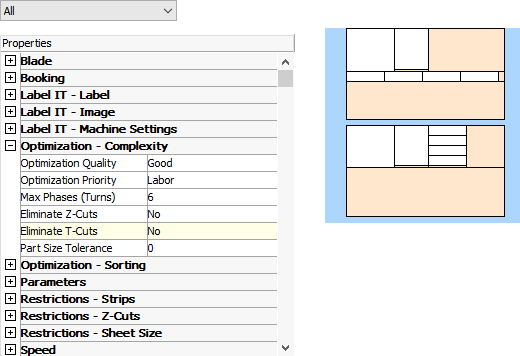 All
Properties
Blade
Booking
Label IT - Label
Label IT - Image
Label IT - Machine Settings
Optimization - Complexity
Optimization Quality Good
Optimization Priority Labor
Max Phases (Turns) 6
Eliminate Z-Cuts No
Eliminate T-Cuts No
Part Size Tolerance 0
Optimization - Sorting
Parameters
Restrictions - Strips
Restrictions - Z-Cuts
Restrictions - Sheet Size
Speed